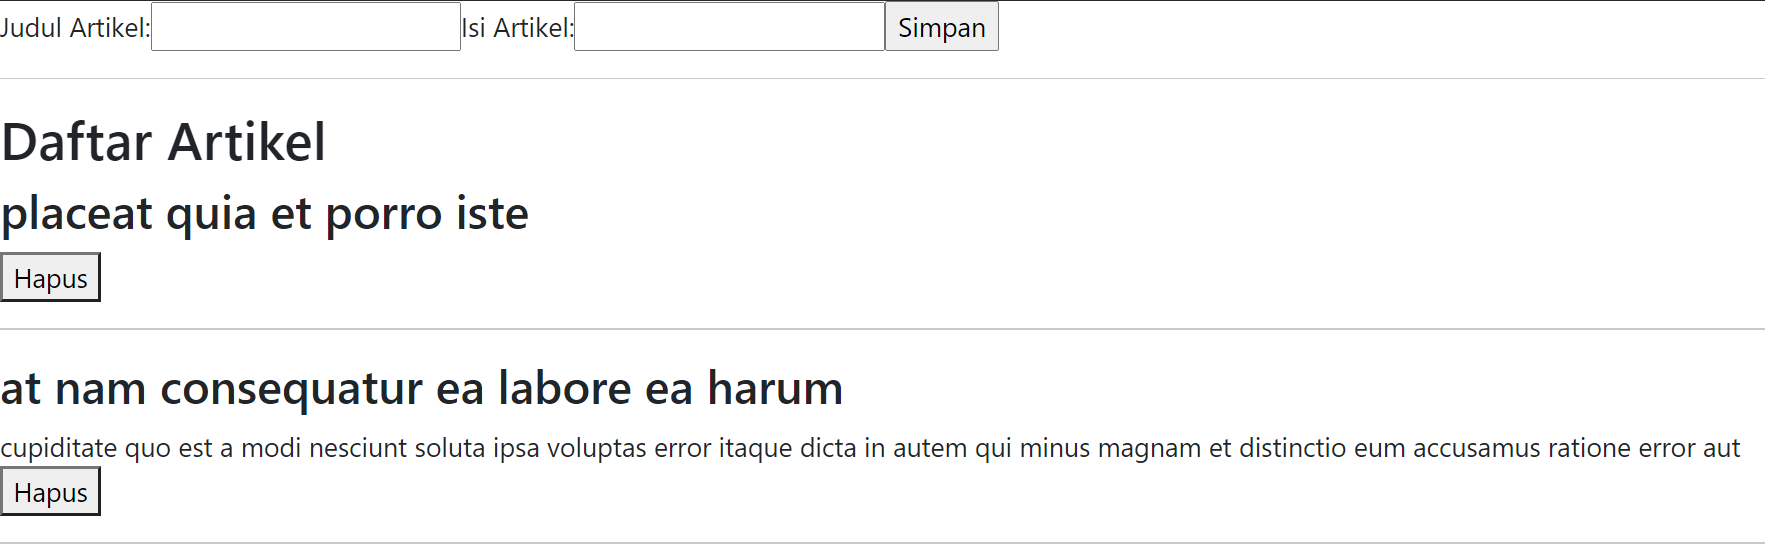 Judul Artikel: Isi Artikel: Simpan
Daftar Artikel
placeat quia et porro iste
Hapus
at nam consequatur ea labore ea harum
cupiditate quo est a modi nesciunt soluta ipsa voluptas error itaque dicta in autem qui minus magnam et distinctio eum accusamus ratione error aut
Hapus